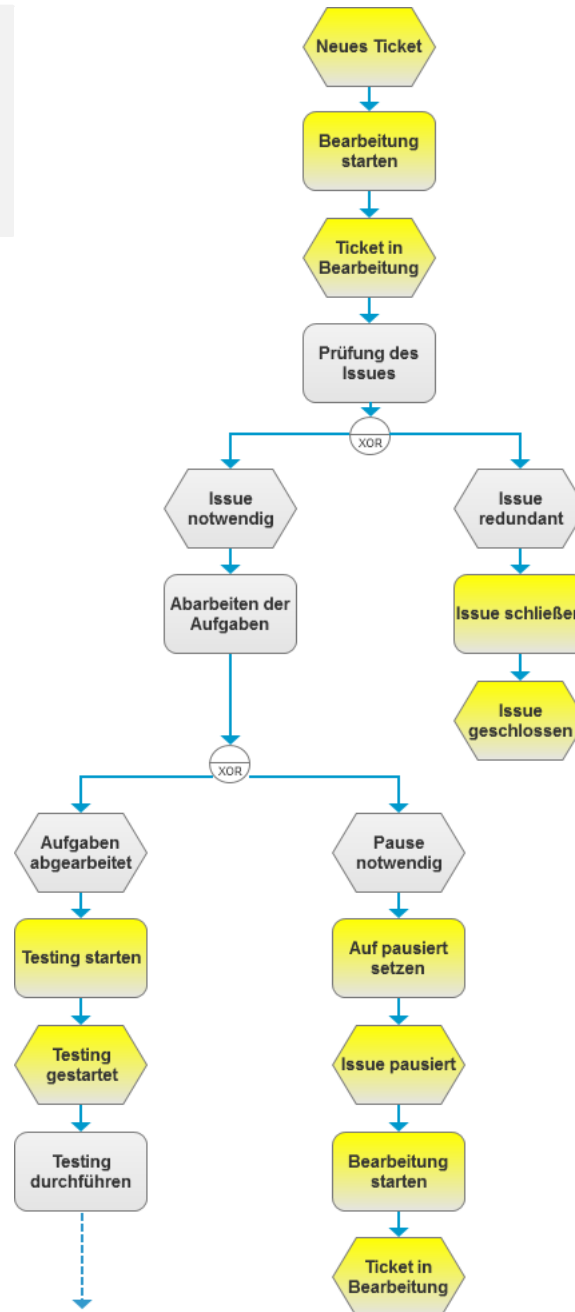 Neues Ticket
Bearbeitung
starten
Ticket in
Bearbeitung
Prüfung des
Issues
XOR
Issue
notwendig
Issue
redundant
Abarbeiten der
Aufgaben
Issue schließen
Issue
geschlossen
XOR
Aufgaben
abgearbeitet
Pause
notwendig
Testing starten
Auf pausiert
setzen
Testing
gestartet
Issue pausiert
Testing
durchführen
Bearbeitung
starten
Ticket in
Bearbeitung